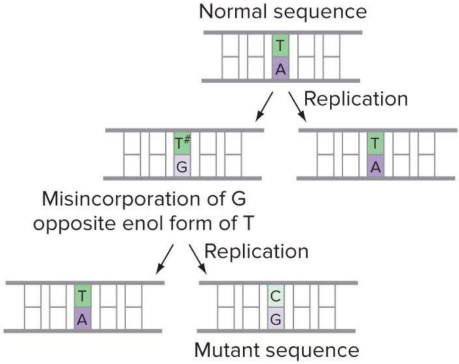 Normal sequence
T
A
Replication
T#
G
T
A
Misincorporation of G
opposite enol form of T
Replication
T
A
C
G
Mutant sequence